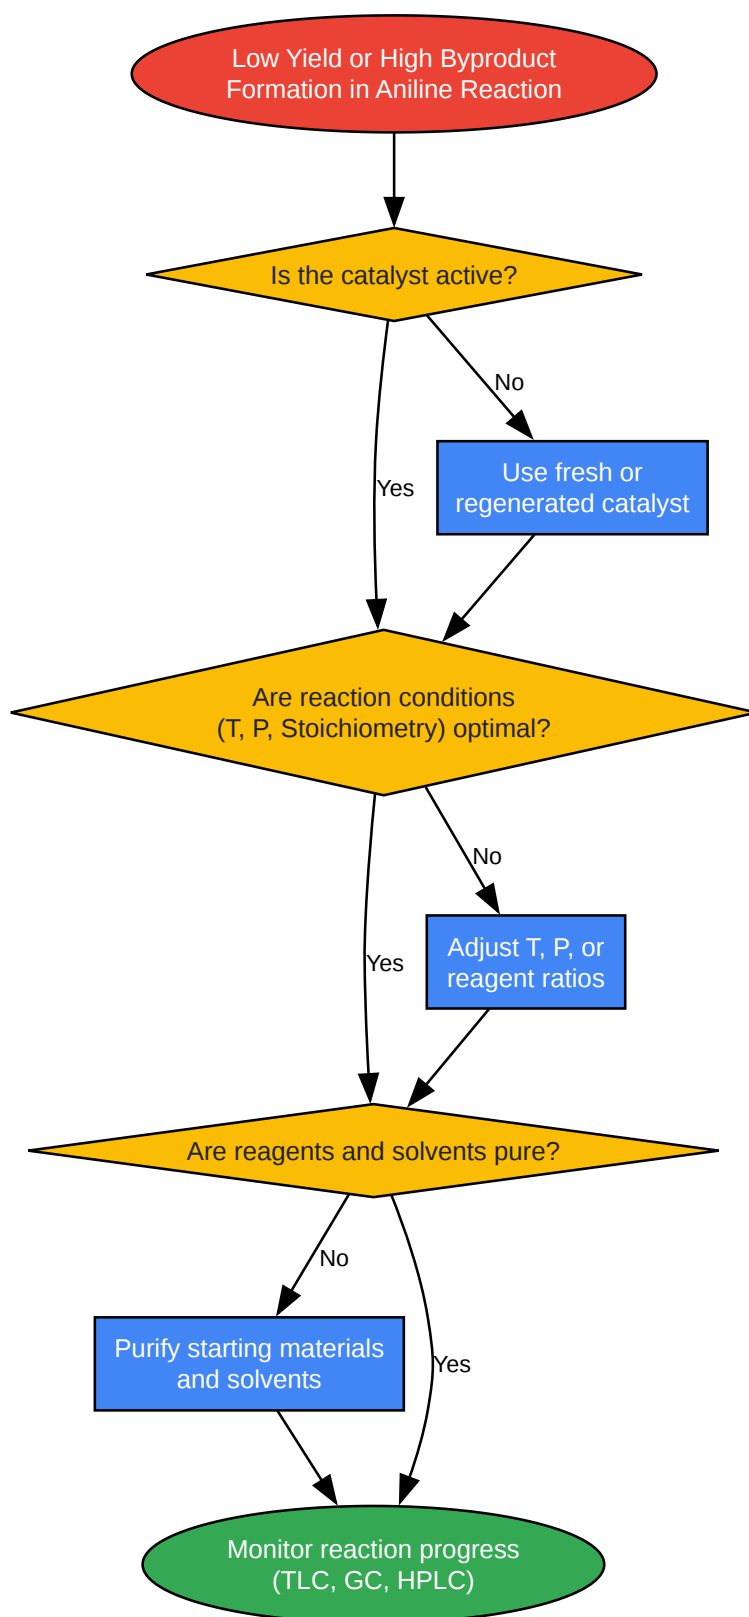 Low Yield or High Byproduct
Formation in Aniline Reaction
Is the catalyst active?
No
Use fresh or
regenerated catalyst
Yes
Are reaction conditions
(T, P, Stoichiometry) optimal?
No
Adjust T, P, or
reagent ratios
Yes
Are reagents and solvents pure?
No
Purify starting materials
and solvents
Yes
Monitor reaction progress
(TLC, GC, HPLC)